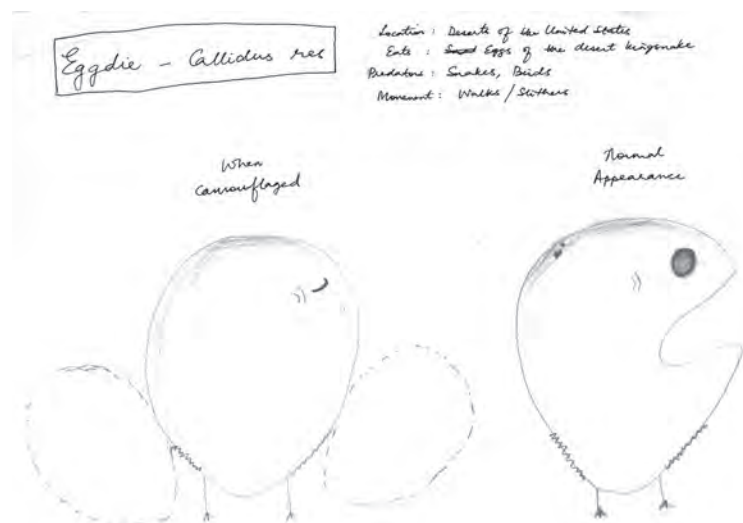 Eggdie - Callidus res
Location : Deserts of the United States
Eats : Eggs of the desert kingsnake
Predators : Snakes, Birds
Movement : Walks / Slithers
When
Camouflaged
Normal
Appearance